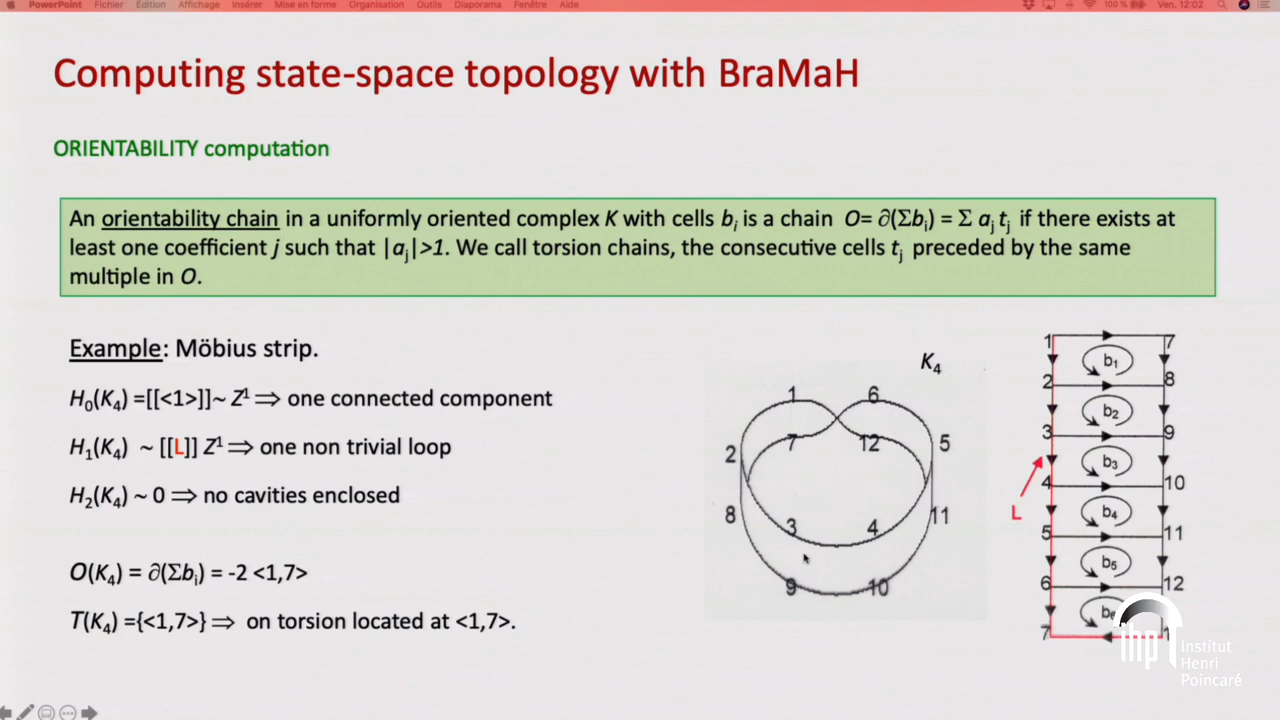 PowerPoint Fichier Édition Affichage Insérer Mise en forme Organisation Outils Diaporama Fenêtre Aide 100 % Ven. 12:02
Computing state-space topology with BraMaH
ORIENTABILITY computation
An orientability chain in a uniformly oriented complex K with cells bᵢ is a chain O= ∂(Σbᵢ) = Σ aⱼ tⱼ if there exists at
least one coefficient j such that |aⱼ|>1. We call torsion chains, the consecutive cells tⱼ preceded by the same
multiple in O.
Example: Möbius strip.
H₀(K₄) =[[<1>]]~ Z¹ ⇒ one connected component
H₁(K₄) ~ [[L]] Z¹ ⇒ one non trivial loop
H₂(K₄) ~ 0 ⇒ no cavities enclosed
O(K₄) = ∂(Σbᵢ) = -2 <1,7>
T(K₄) ={<1,7>} ⇒ on torsion located at <1,7>.
K₄
1 6
7 12
2 5
8 11
3 4
9 10
1 7
b₁
2 8
b₂
3 9
b₃
4 10
L
b₄
5 11
b₅
6 12
b₆
7 1
ihp
Institut
Henri
Poincaré